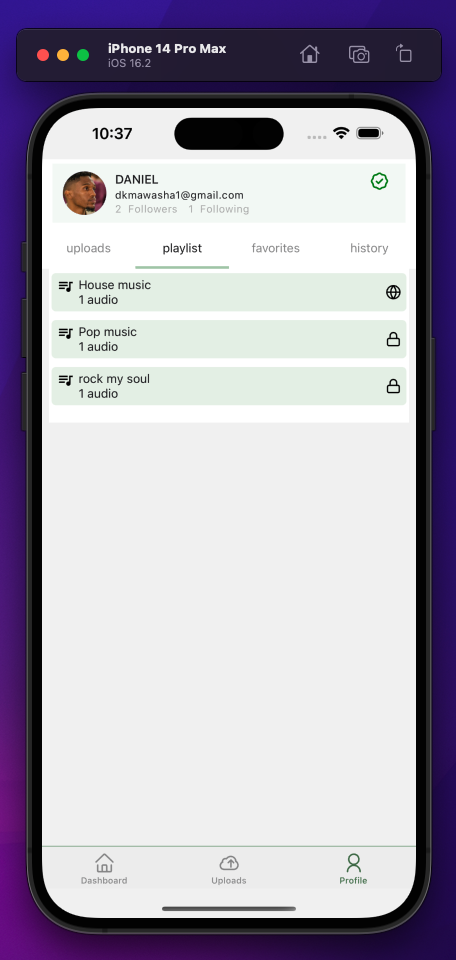 iPhone 14 Pro Max
iOS 16.2
10:37
DANIEL
dkmawasha1@gmail.com
2 Followers 1 Following
uploads playlist favorites history
House music
1 audio
Pop music
1 audio
rock my soul
1 audio
Dashboard Uploads Profile